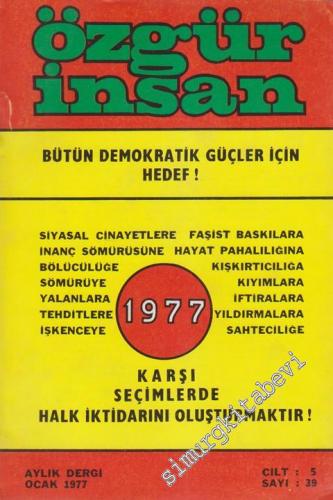 özgür
insan
BÜTÜN DEMOKRATİK GÜÇLER İÇİN
HEDEF !
SİYASAL CİNAYETLERE FAŞİST BASKILARA
İNANÇ SÖMÜRÜSÜNE HAYAT PAHALILIĞINA
BÖLÜCÜLÜĞE KIŞKIRTICILIĞA
SÖMÜRÜYE KIYIMLARA
YALANLARA İFTİRALARA
TEHDİTLERE YILDIRMALARA
İŞKENCEYE SAHTECİLİĞE
1977
KARŞI
SEÇİMLERDE
HALK İKTİDARINI OLUŞTURMAKTIR !
AYLIK DERGİ
OCAK 1977
CİLT : 5
SAYI : 39
simurgkitabevi.com